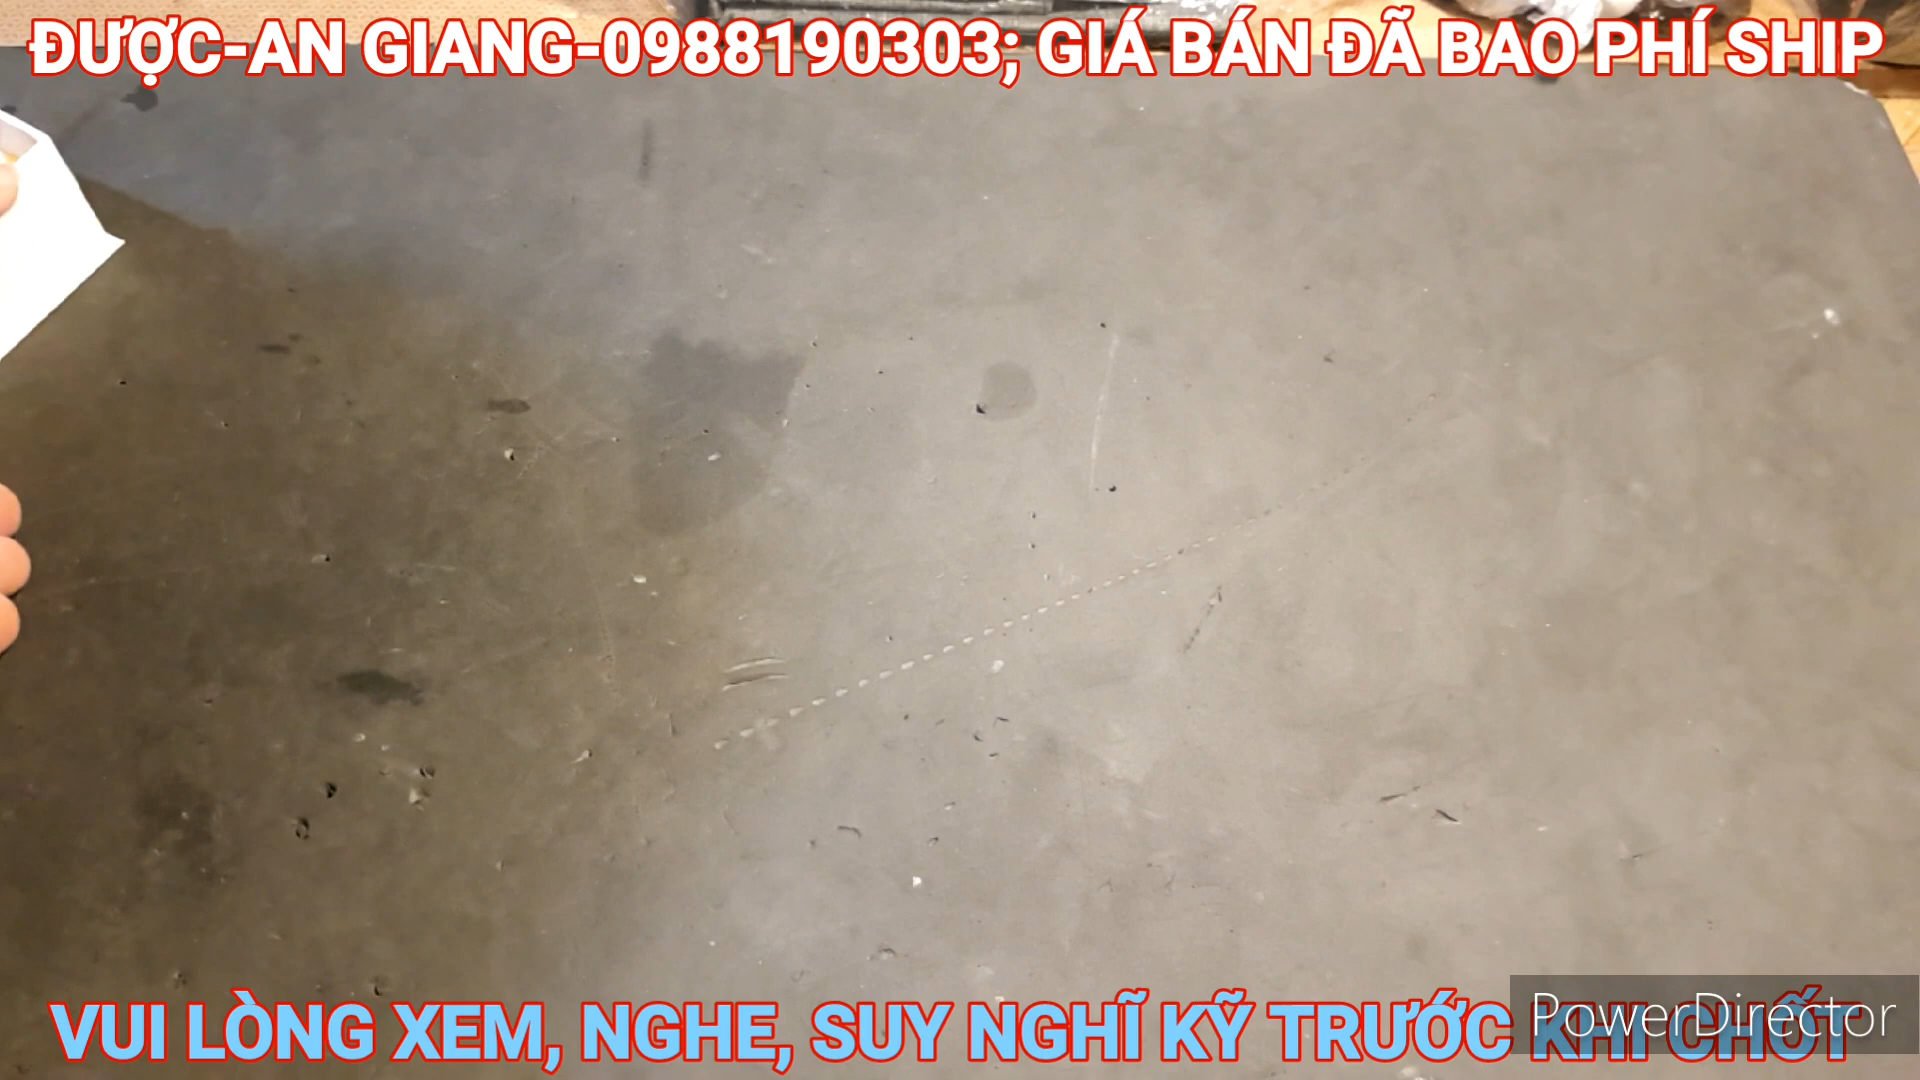 ĐƯỢC-AN GIANG-0988190303; GIÁ BÁN ĐÃ BAO PHÍ SHIP
VUI LÒNG XEM, NGHE, SUY NGHĨ KỸ TRƯỚC KHI CHỐT
PowerDirector